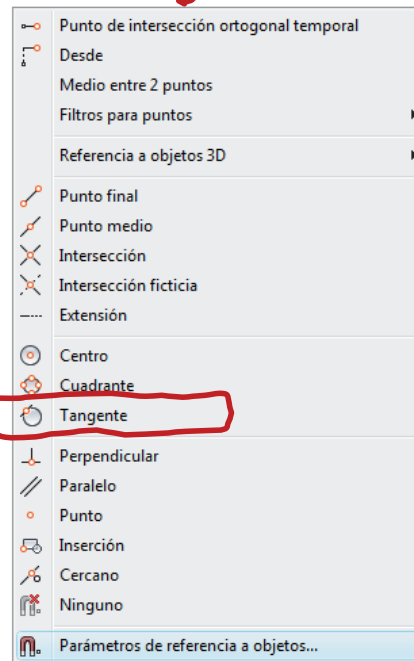 Punto de intersección ortogonal temporal
Desde
Medio entre 2 puntos
Filtros para puntos
Referencia a objetos 3D
Punto final
Punto medio
Intersección
Intersección ficticia
Extensión
Centro
Cuadrante
Tangente
Perpendicular
Paralelo
Punto
Inserción
Cercano
Ninguno
Parámetros de referencia a objetos...